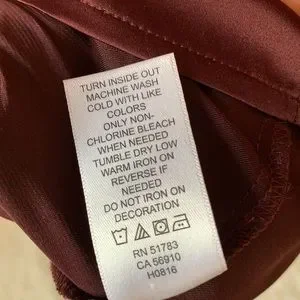 TURN INSIDE OUT
MACHINE WASH
COLD WITH LIKE
COLORS
ONLY NON-
CHLORINE BLEACH
WHEN NEEDED
TUMBLE DRY LOW
WARM IRON ON
REVERSE IF
NEEDED
DO NOT IRON ON
DECORATION
RN 51783
CA 56910
H0816